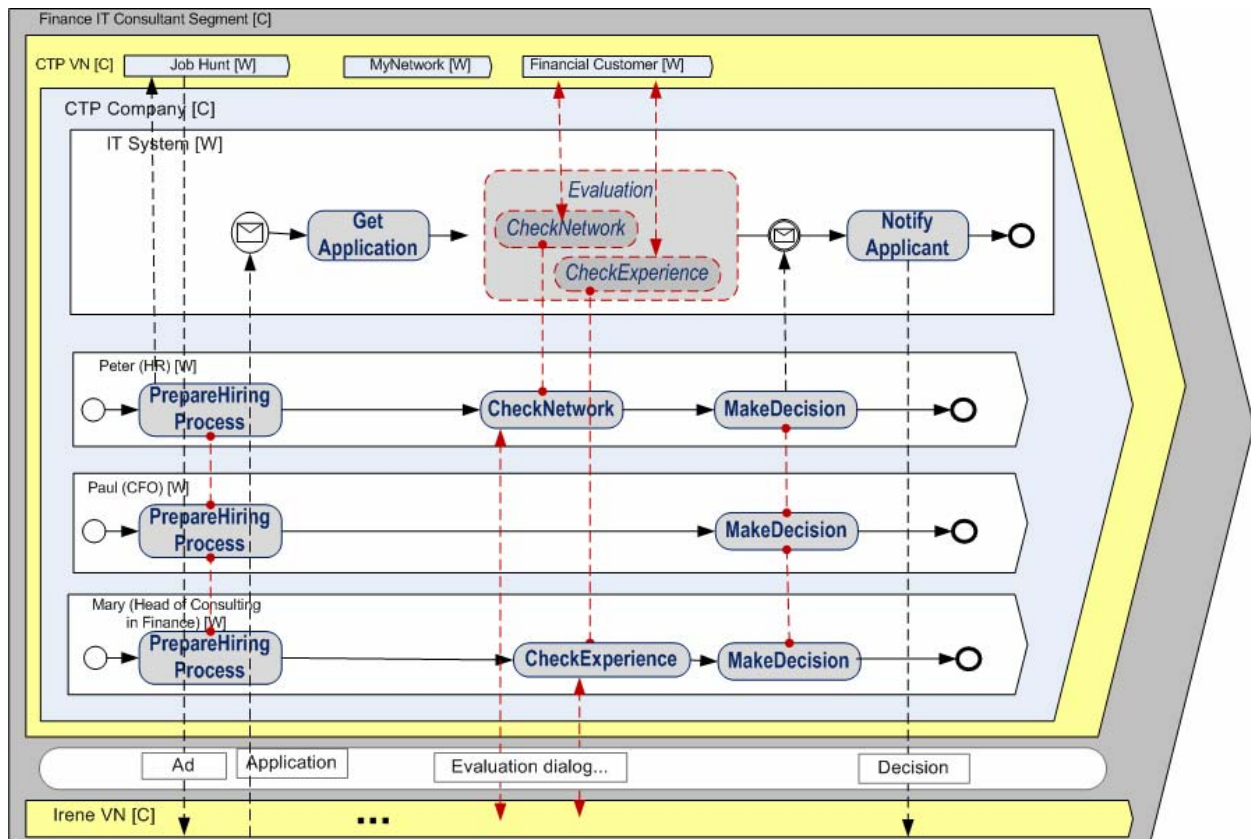 Finance IT Consultant Segment [C]
CTP VN [C]
Job Hunt [W]
MyNetwork [W]
Financial Customer [W]
CTP Company [C]
IT System [W]
Evaluation
Get
Application
CheckNetwork
CheckExperience
Notify
Applicant
Peter (HR) [W]
PrepareHiring
Process
CheckNetwork
MakeDecision
Paul (CFO) [W]
PrepareHiring
Process
MakeDecision
Mary (Head of Consulting
in Finance) [W]
PrepareHiring
Process
CheckExperience
MakeDecision
Ad
Application
Evaluation dialog...
Decision
Irene VN [C]
...